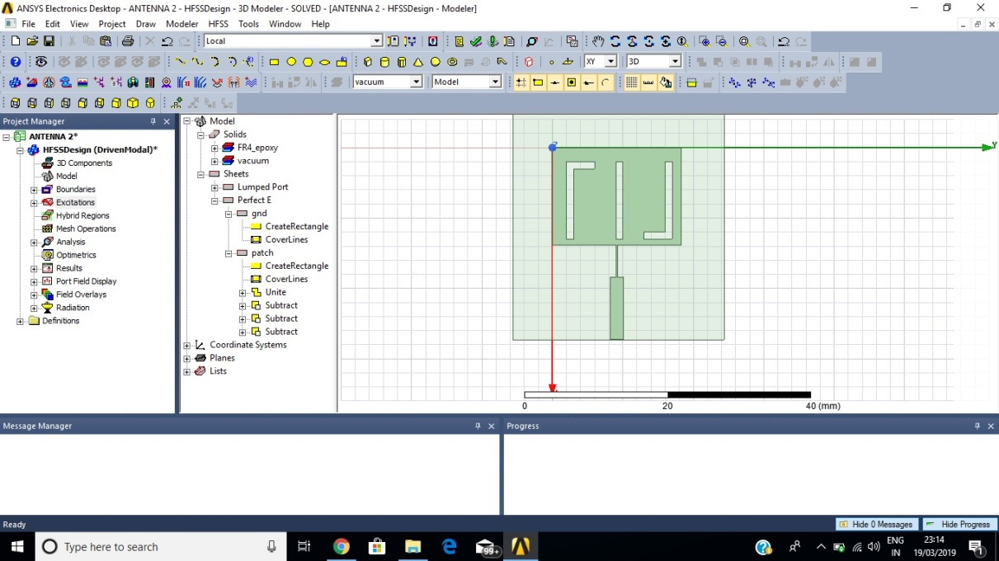 ANSYS Electronics Desktop - ANTENNA 2 - HFSSDesign - 3D Modeler - SOLVED - [ANTENNA 2 - HFSSDesign - Modeler]
File Edit View Project Draw Modeler HFSS Tools Window Help
Local
XY 3D
vacuum Model
Project Manager
ANTENNA 2*
HFSSDesign (DrivenModal)*
3D Components
Model
Boundaries
Excitations
Hybrid Regions
Mesh Operations
Analysis
Optimetrics
Results
Port Field Display
Field Overlays
Radiation
Definitions
Model
Solids
FR4_epoxy
vacuum
Sheets
Lumped Port
Perfect E
gnd
CreateRectangle
CoverLines
patch
CreateRectangle
CoverLines
Unite
Subtract
Subtract
Subtract
Coordinate Systems
Planes
Lists
Z
Y
0 20 40 (mm)
Message Manager
Progress
Ready
Hide 0 Messages Hide Progress
Type here to search
99+
ENG
IN
23:14
19/03/2019
1